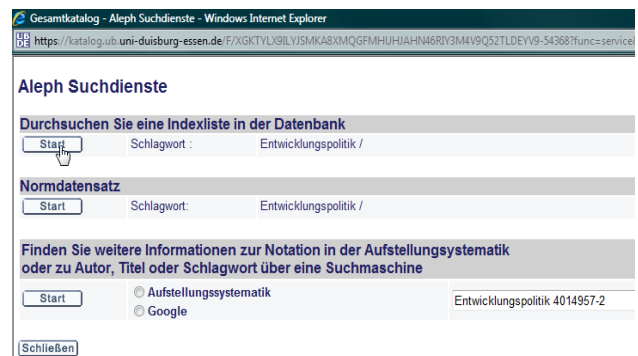 Gesamtkatalog - Aleph Suchdienste - Windows Internet Explorer
https://katalog.ub.uni-duisburg-essen.de/F/XGKTYLX9ILYJSMKA8XMQGFMHUHJAHN46RIY3M4V9Q52TLDEYV9-54368?func=service
Aleph Suchdienste
Durchsuchen Sie eine Indexliste in der Datenbank
Start Schlagwort : Entwicklungspolitik /
Normdatensatz
Start Schlagwort: Entwicklungspolitik /
Finden Sie weitere Informationen zur Notation in der Aufstellungsystematik
oder zu Autor, Titel oder Schlagwort über eine Suchmaschine
Start Aufstellungssystematik Entwicklungspolitik 4014957-2
Google
Schließen